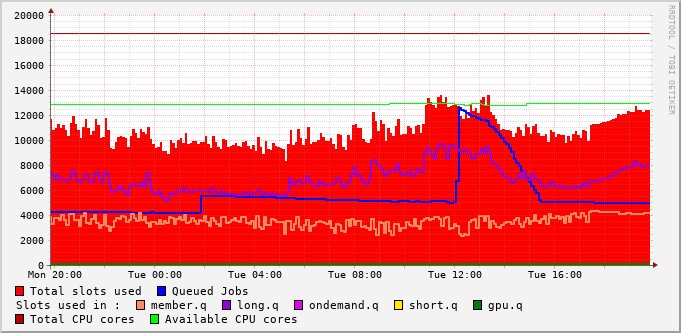 20000
18000
16000
14000
12000
10000
8000
6000
4000
2000
0
Mon 20:00 Tue 00:00 Tue 04:00 Tue 08:00 Tue 12:00 Tue 16:00
Total slots used Queued Jobs
Slots used in : member.q long.q ondemand.q short.q gpu.q
Total CPU cores Available CPU cores
RRDTOOL / TOBI OETIKER